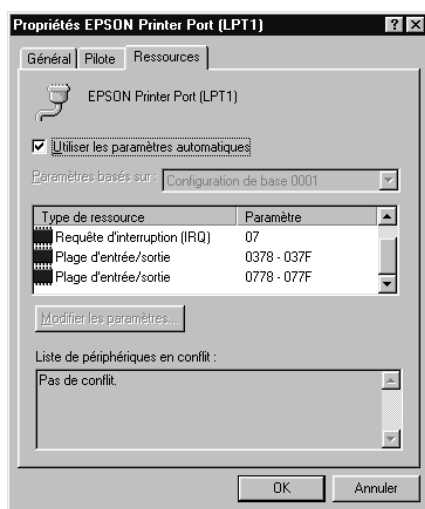 Propriétés EPSON Printer Port (LPT1)
Général Pilote Ressources
EPSON Printer Port (LPT1)
Utiliser les paramètres automatiques
Paramètres basés sur : Configuration de base 0001
Type de ressource Paramètre
Requête d'interruption (IRQ) 07
Plage d'entrée/sortie 0378 - 037F
Plage d'entrée/sortie 0778 - 077F
Modifier les paramètres...
Liste de périphériques en conflit :
Pas de conflit.
OK Annuler